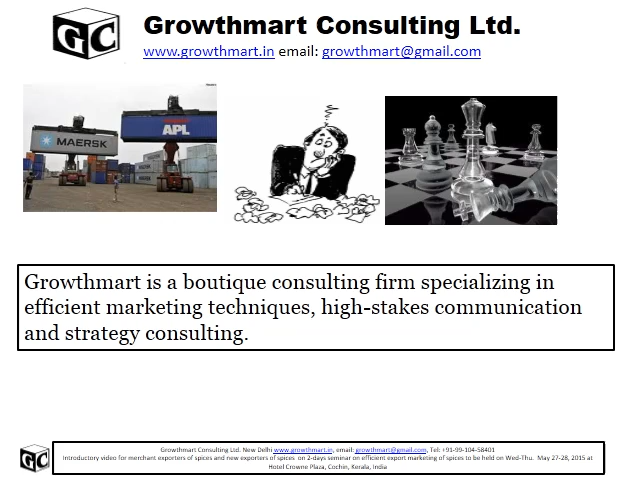 GC
Growthmart Consulting Ltd.
www.growthmart.in email: growthmart@gmail.com
MAERSK
APL
Growthmart is a boutique consulting firm specializing in
efficient marketing techniques, high-stakes communication
and strategy consulting.
GC
Growthmart Consulting Ltd. New Delhi www.growthmart.in, email: growthmart@gmail.com, Tel: +91-99-104-58401
Introductory video for merchant exporters of spices and new exporters of spices on 2-days seminar on efficient export marketing of spices to be held on Wed-Thu. May 27-28, 2015 at
Hotel Crowne Plaza, Cochin, Kerala, India